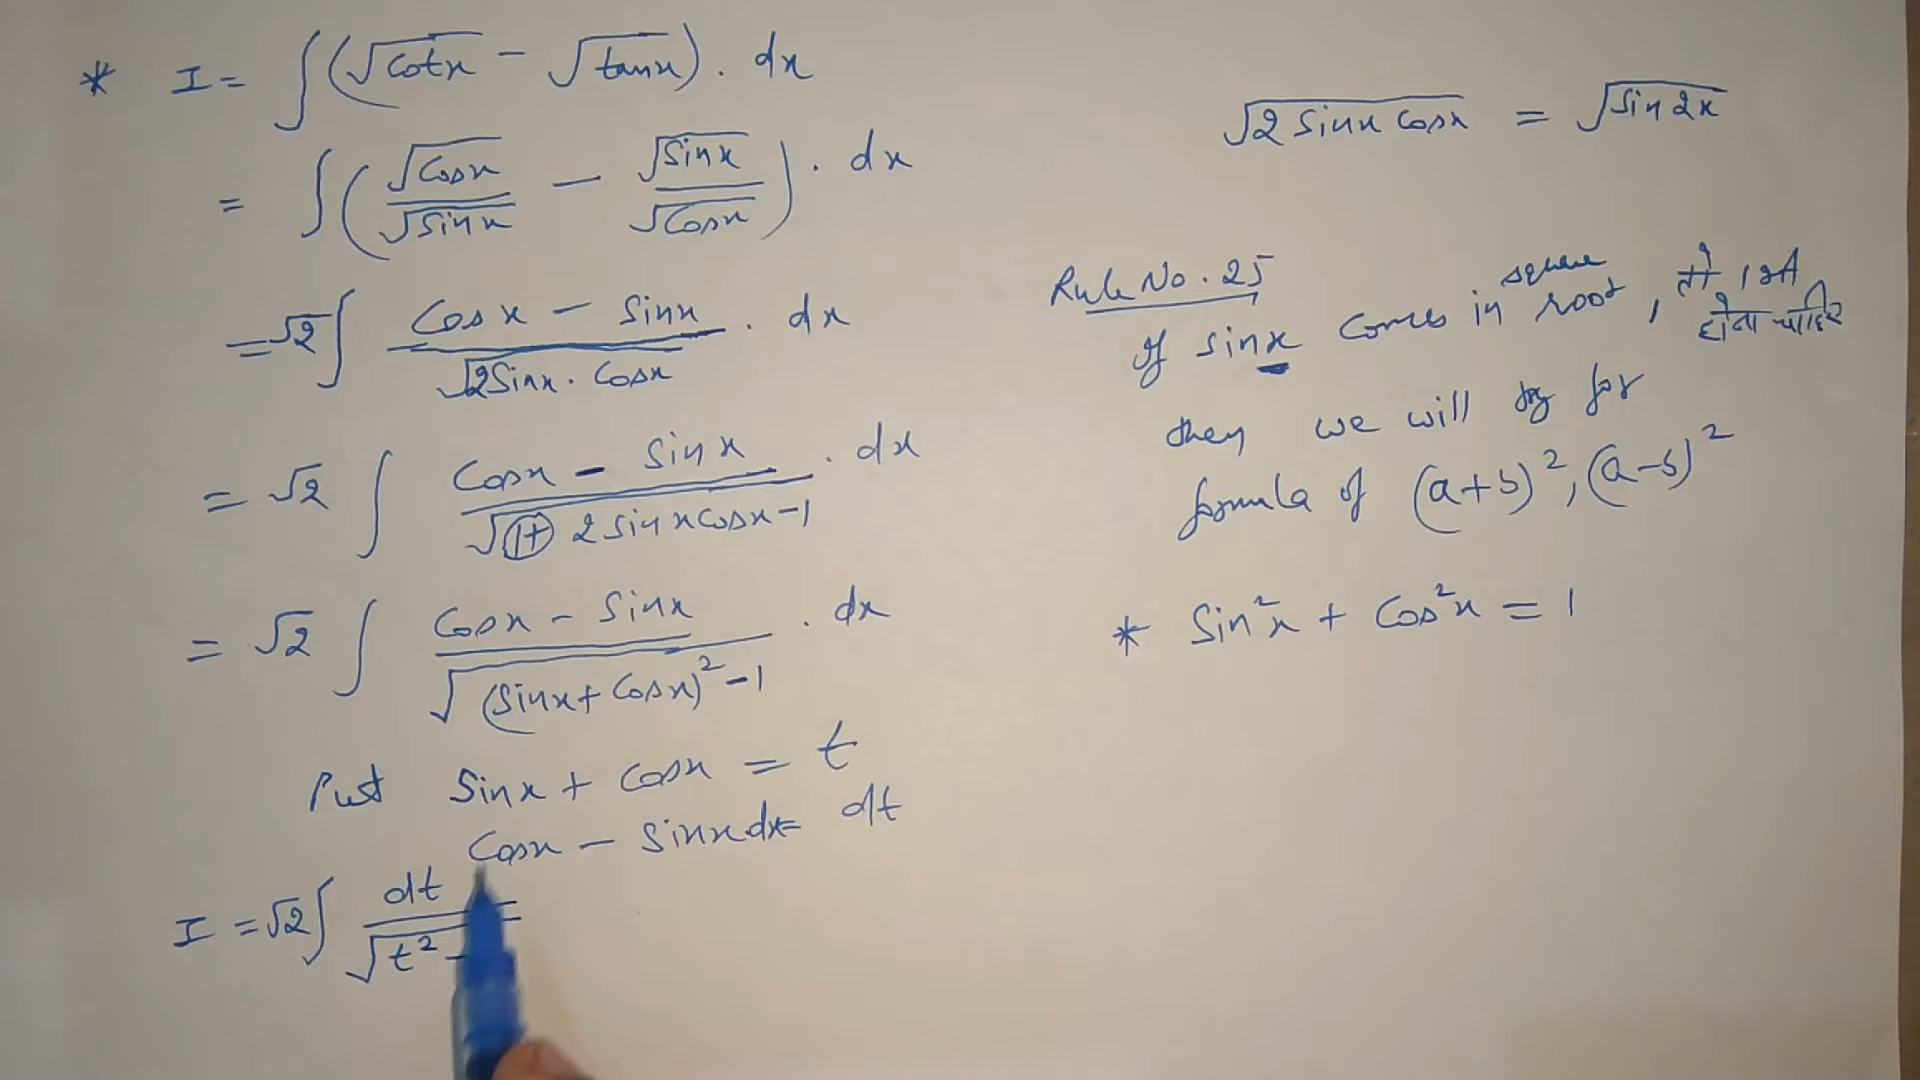 * I = ∫(√cotx - √tanx). dx
= ∫(√Cosx/√Sinx - √Sinx/√Cosx). dx
= √2∫ Cosx - Sinx/√2Sinx. Cosx . dx
= √2 ∫ Cosx - Sinx/√1+ 2sinxcosx-1 . dx
= √2 ∫ Cosx - Sinx/√(Sinx+Cosx)²-1 . dx
Put Sinx + Cosx = t
Cosx - Sinxdx = dt
I = √2∫ dt/√t² -
√2 Sinx Cosx = √Sin2x
Rule No. 25
If sinx comes in square root, तो 1 भी
होना चाहिए
then we will try for
formula of (a+b)², (a-b)²
* Sin²x + Cos²x = 1